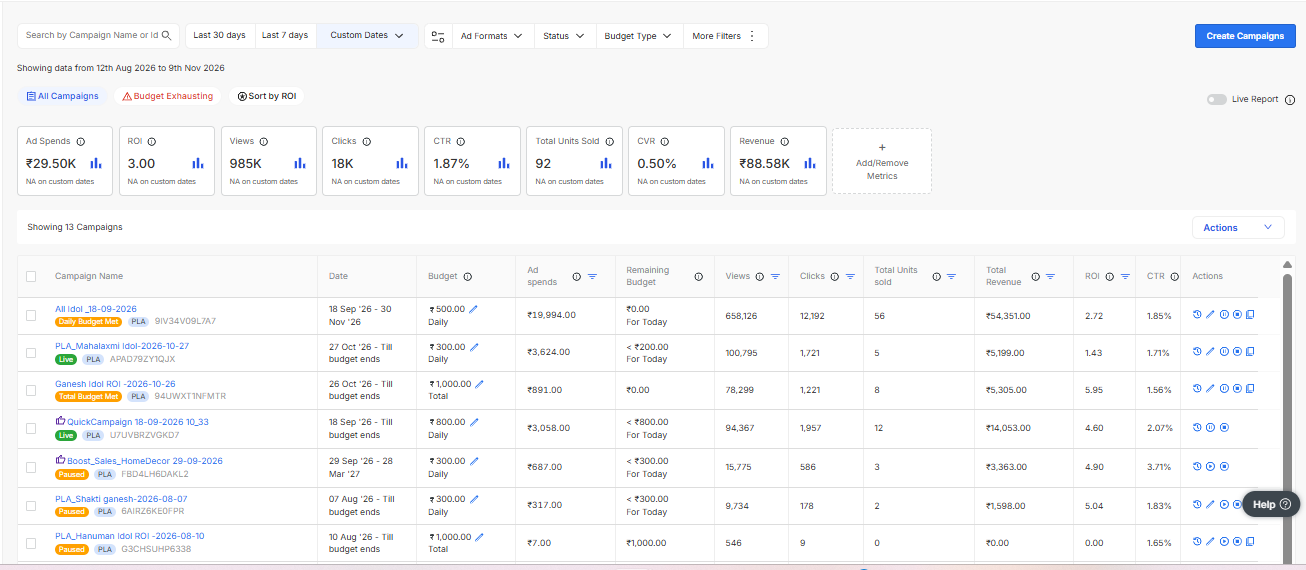 Search by Campaign Name or Id
Last 30 days Last 7 days Custom Dates Ad Formats Status Budget Type More Filters Create Campaigns
Showing data from 12th Aug 2026 to 9th Nov 2026
All Campaigns Budget Exhausting Sort by ROI Live Report
Ad Spends ROI Views Clicks CTR Total Units Sold CVR Revenue
₹29.50K 3.00 985K 18K 1.87% 92 0.50% ₹88.58K
NA on custom dates NA on custom dates NA on custom dates NA on custom dates NA on custom dates NA on custom dates NA on custom dates NA on custom dates
+
Add/Remove
Metrics
Showing 13 Campaigns Actions
Campaign Name Date Budget Ad spends Remaining Budget Views Clicks Total Units sold Total Revenue ROI CTR Actions
All Idol _18-09-2026 18 Sep '26 - 30 ₹500.00 ₹19,994.00 ₹0.00 658,126 12,192 56 ₹54,351.00 2.72 1.85%
Daily Budget Met PLA 9IV34V09L7A7 Nov '26 Daily For Today
PLA_Mahalaxmi Idol-2026-10-27 27 Oct '26 - Till ₹300.00 ₹3,624.00 < ₹200.00 100,795 1,721 5 ₹5,199.00 1.43 1.71%
Live PLA APAD79ZY1QJX budget ends Daily For Today
Ganesh Idol ROI -2026-10-26 26 Oct '26 - Till ₹1,000.00 ₹891.00 ₹0.00 78,299 1,221 8 ₹5,305.00 5.95 1.56%
Total Budget Met PLA 94UWXT1NFMTR budget ends Total
QuickCampaign 18-09-2026 10_33 18 Sep '26 - Till ₹800.00 ₹3,058.00 < ₹800.00 94,367 1,957 12 ₹14,053.00 4.60 2.07%
Live PLA U7UVBRZVGKD7 budget ends Daily For Today
Boost_Sales_HomeDecor 29-09-2026 29 Sep '26 - 28 ₹300.00 ₹687.00 < ₹300.00 15,775 586 3 ₹3,363.00 4.90 3.71%
Paused PLA FBD4LH6DAKL2 Mar '27 Daily For Today
PLA_Shakti ganesh-2026-08-07 07 Aug '26 - Till ₹300.00 ₹317.00 < ₹300.00 9,734 178 2 ₹1,598.00 5.04 1.83%
Paused PLA 6AIRZ6KE0FPR budget ends Daily For Today
PLA_Hanuman Idol ROI -2026-08-10 10 Aug '26 - Till ₹1,000.00 ₹7.00 ₹1,000.00 546 9 0 ₹0.00 0.00 1.65%
Paused PLA G3CHSUHP6338 budget ends Total
Help